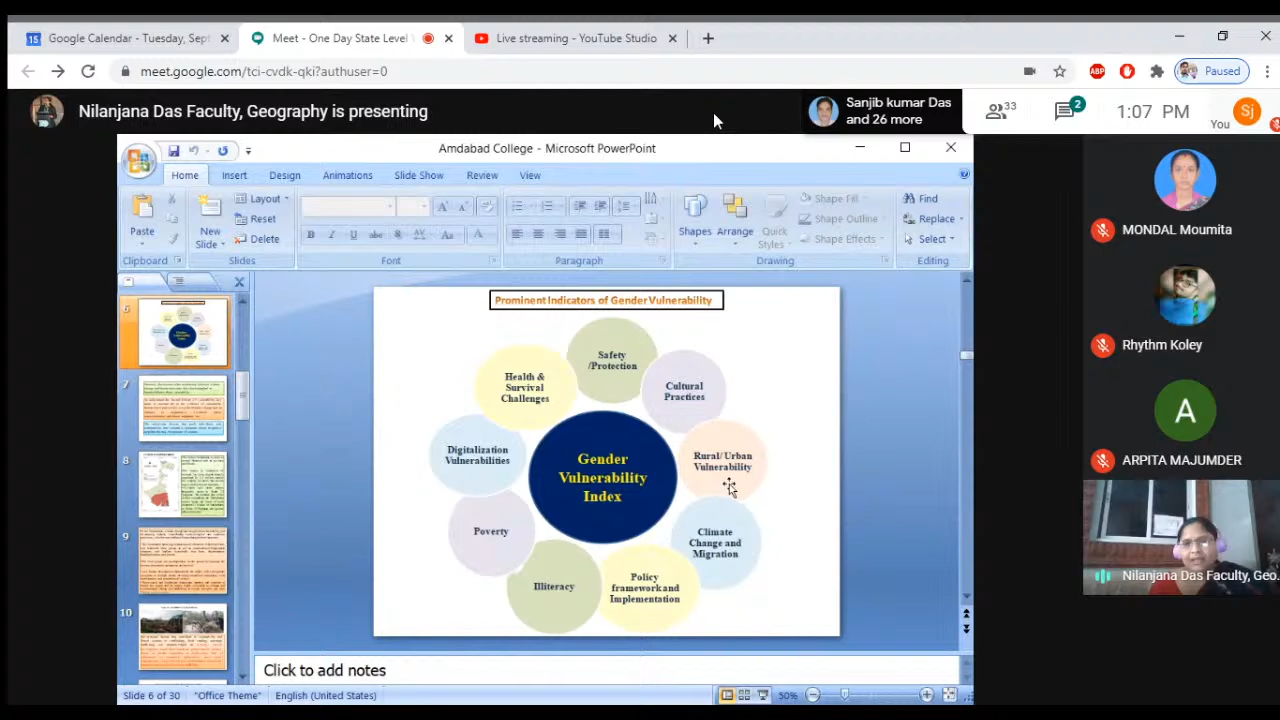 15 Google Calendar - Tuesday, Sept
Meet - One Day State Level
Live streaming - YouTube Studio
meet.google.com/tci-cvdk-qki?authuser=0
ABP
Paused
Nilanjana Das Faculty, Geography is presenting
Sanjib kumar Das
and 26 more
33
2
1:07 PM
You
Sj
Amdabad College - Microsoft PowerPoint
Home Insert Design Animations Slide Show Review View
Paste
New
Slide
Layout
Reset
Delete
Shapes
Arrange
Quick
Styles
Shape Fill
Shape Outline
Shape Effects
Find
Replace
Select
Clipboard
Slides
Font
Paragraph
Drawing
Editing
6
7
8
9
10
Prominent Indicators of Gender Vulnerability
Safety
/Protection
Health &
Survival
Challenges
Cultural
Practices
Digitalization
Vulnerabilities
Rural/Urban
Vulnerability
Gender
Vulnerability
Index
Poverty
Climate
Change and
Migration
Illiteracy
Policy
framework and
Implementation
Click to add notes
Slide 6 of 30
"Office Theme"
English (United States)
50%
MONDAL Moumita
Rhythm Koley
A
ARPITA MAJUMDER
Nilanjana Das Faculty, Geo...